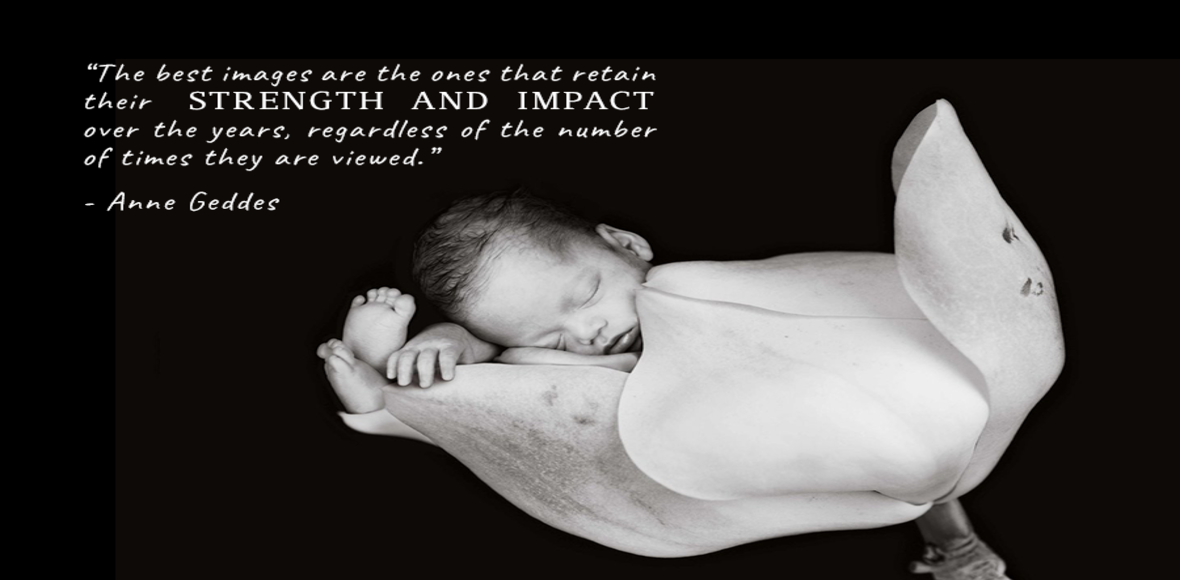 “The best images are the ones that retain
their STRENGTH AND IMPACT
over the years, regardless of the number
of times they are viewed.”
- Anne Geddes